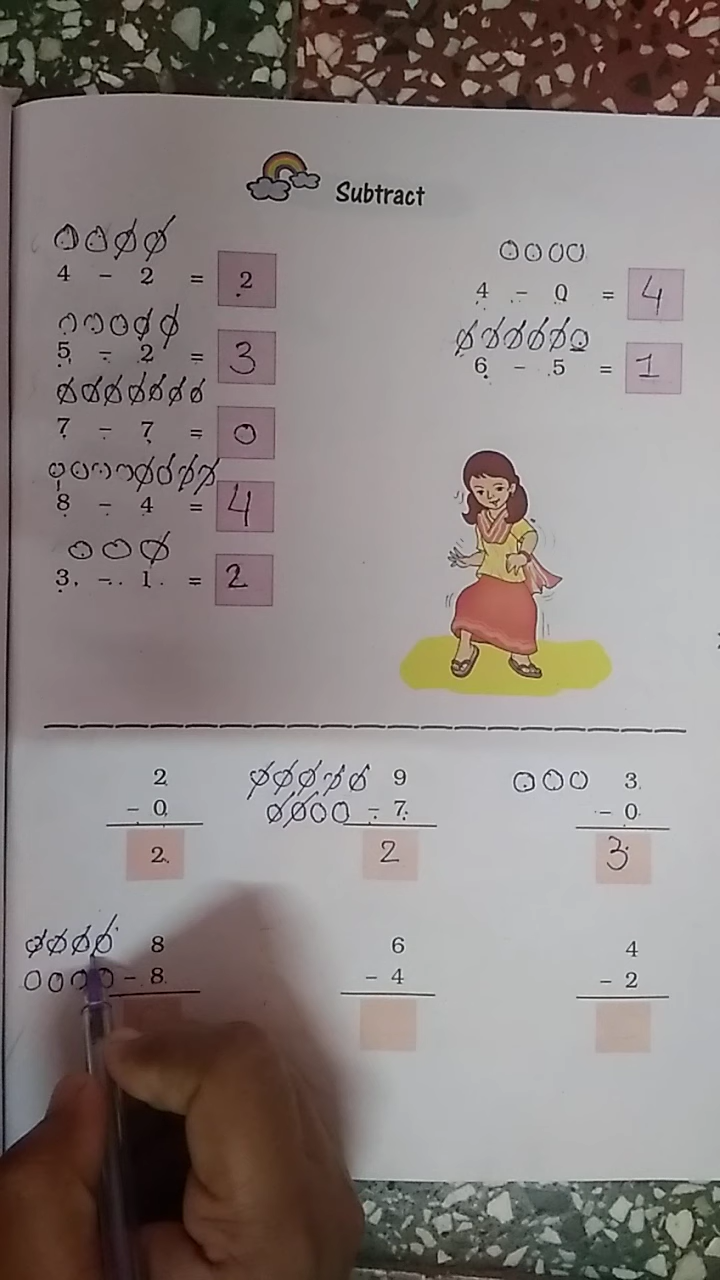 Subtract
4 - 2 = 2
5 - 2 = 3
7 - 7 = 0
8 - 4 = 4
3 - 1 = 2
4 - 0 = 4
6 - 5 = 1
2 9 3
- 0 - 7 - 0
2 2 3
8 6 4
- 8 - 4 - 2